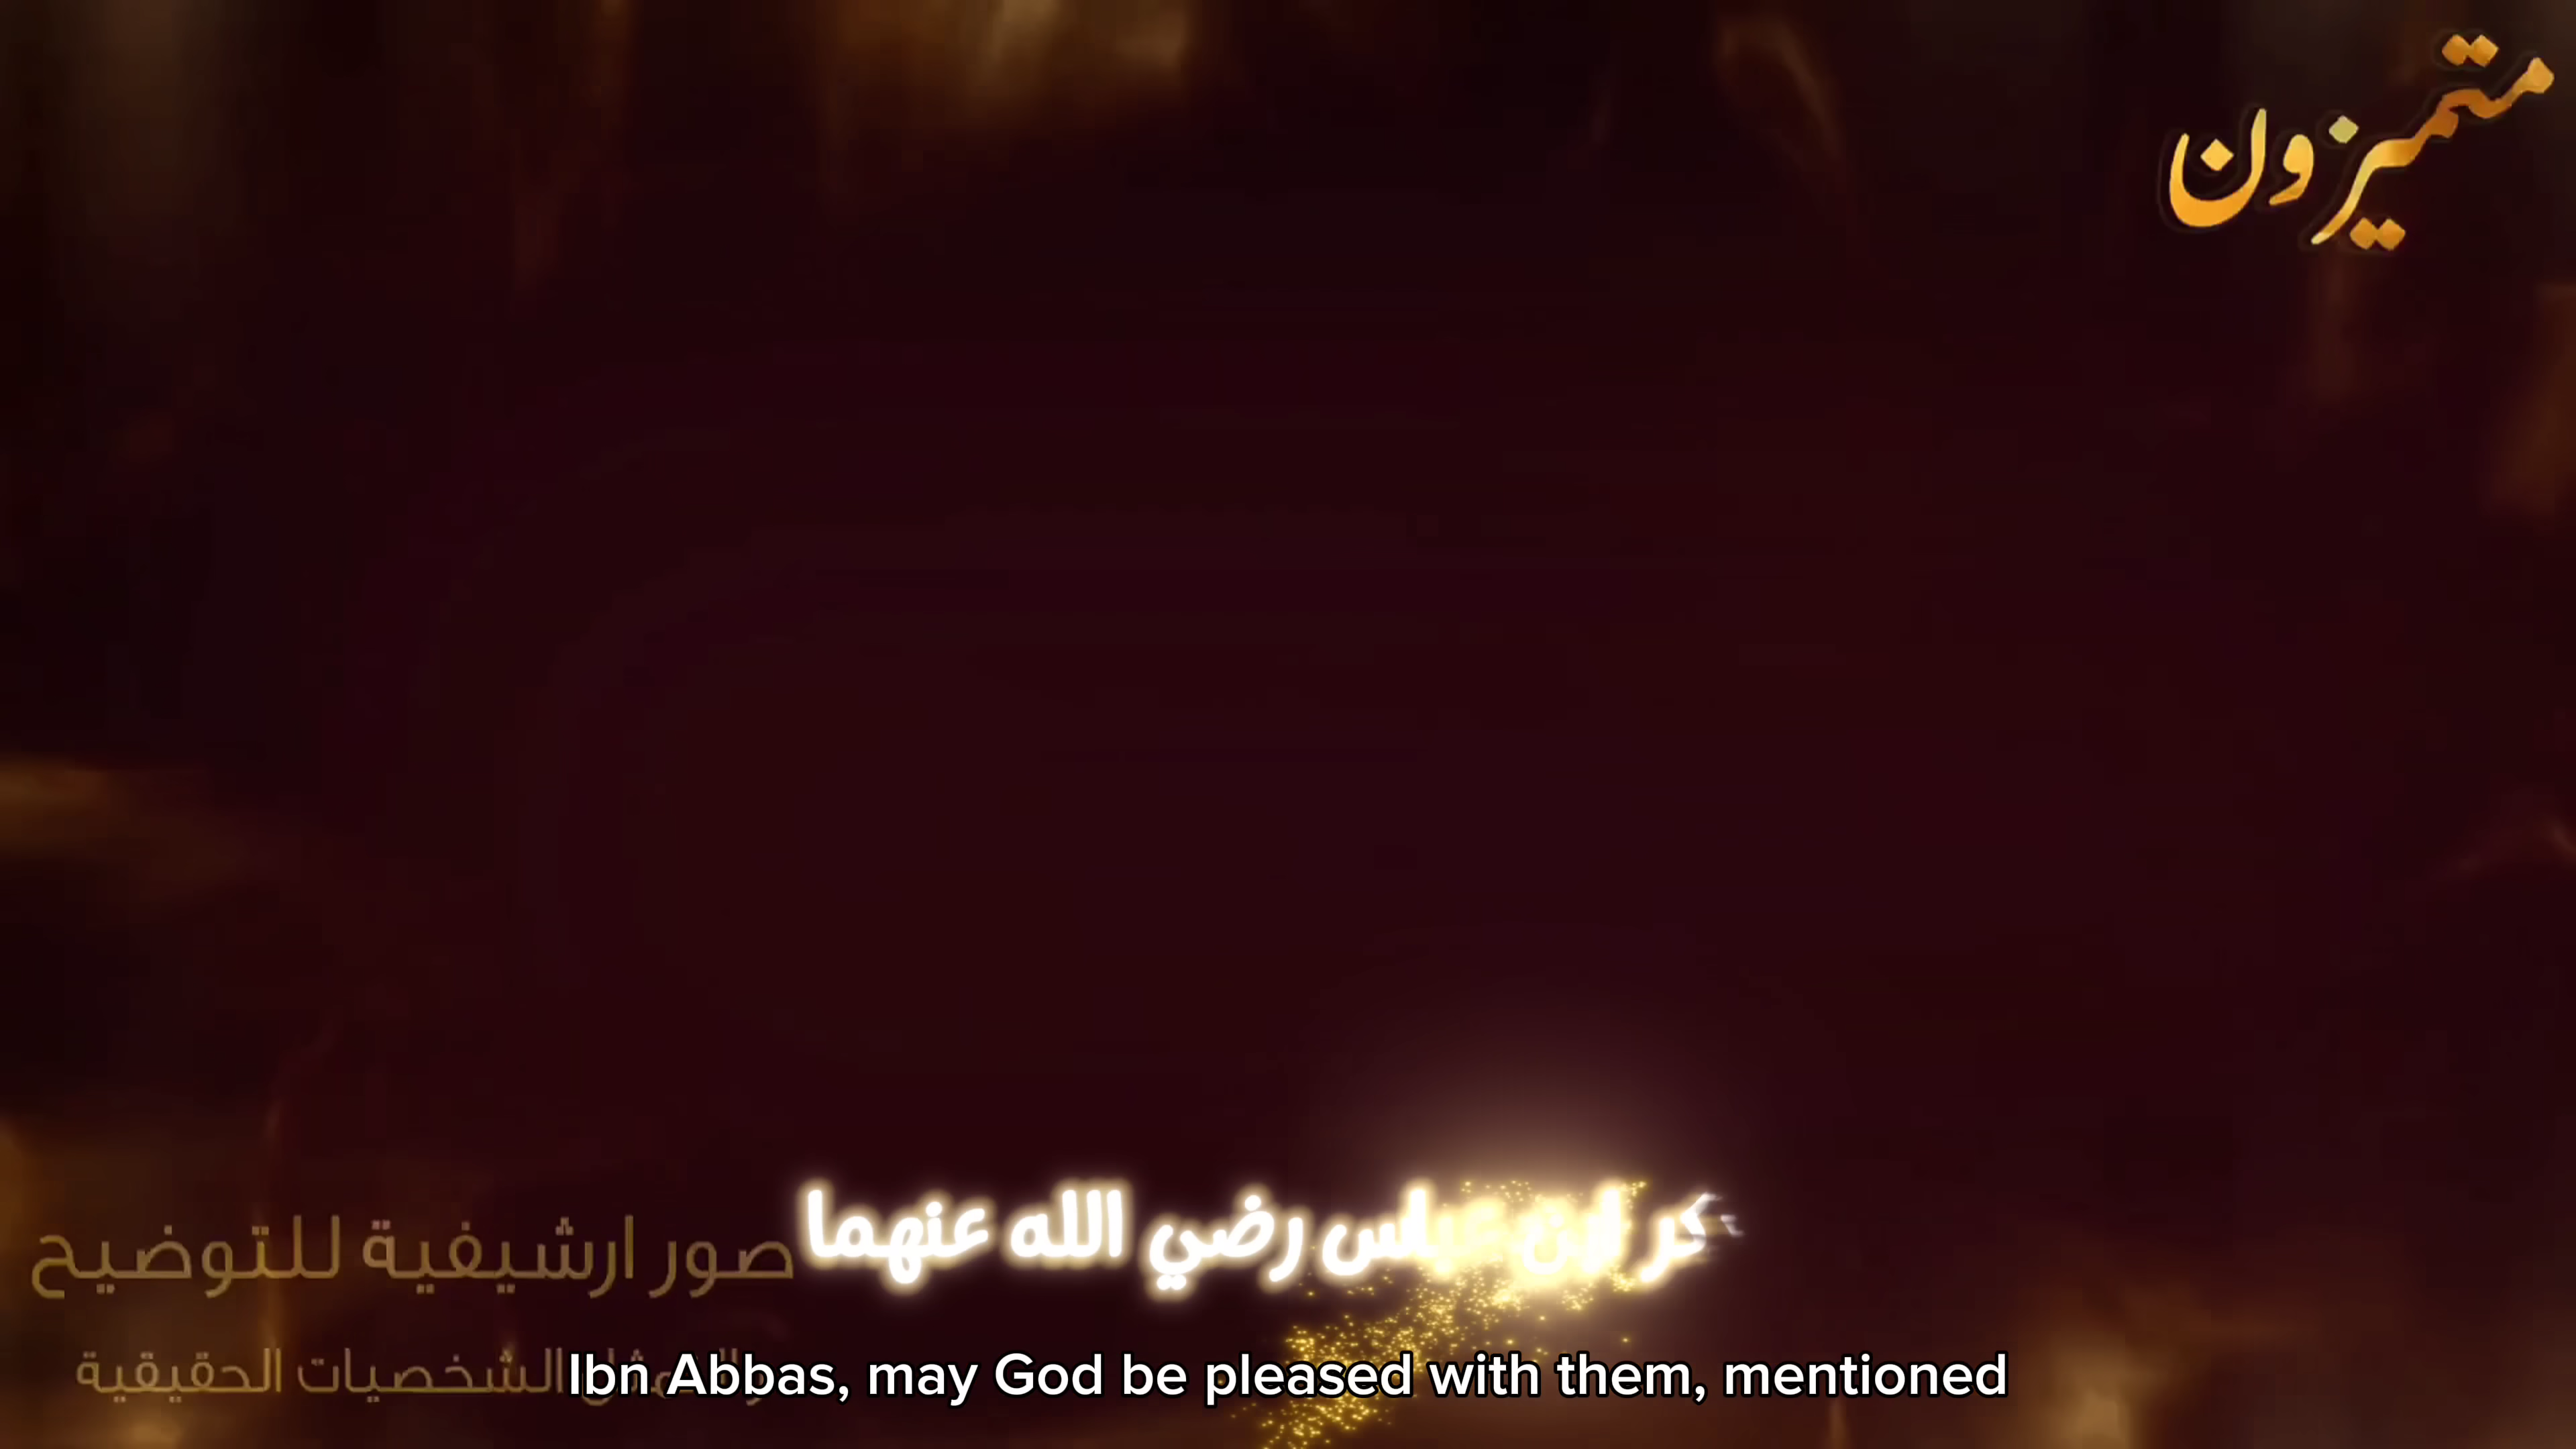 متميزون
ابن عباس رضي الله عنهما
صور ارشيفية للتوضيح
الشخصيات الحقيقية
Ibn Abbas, may God be pleased with them, mentioned